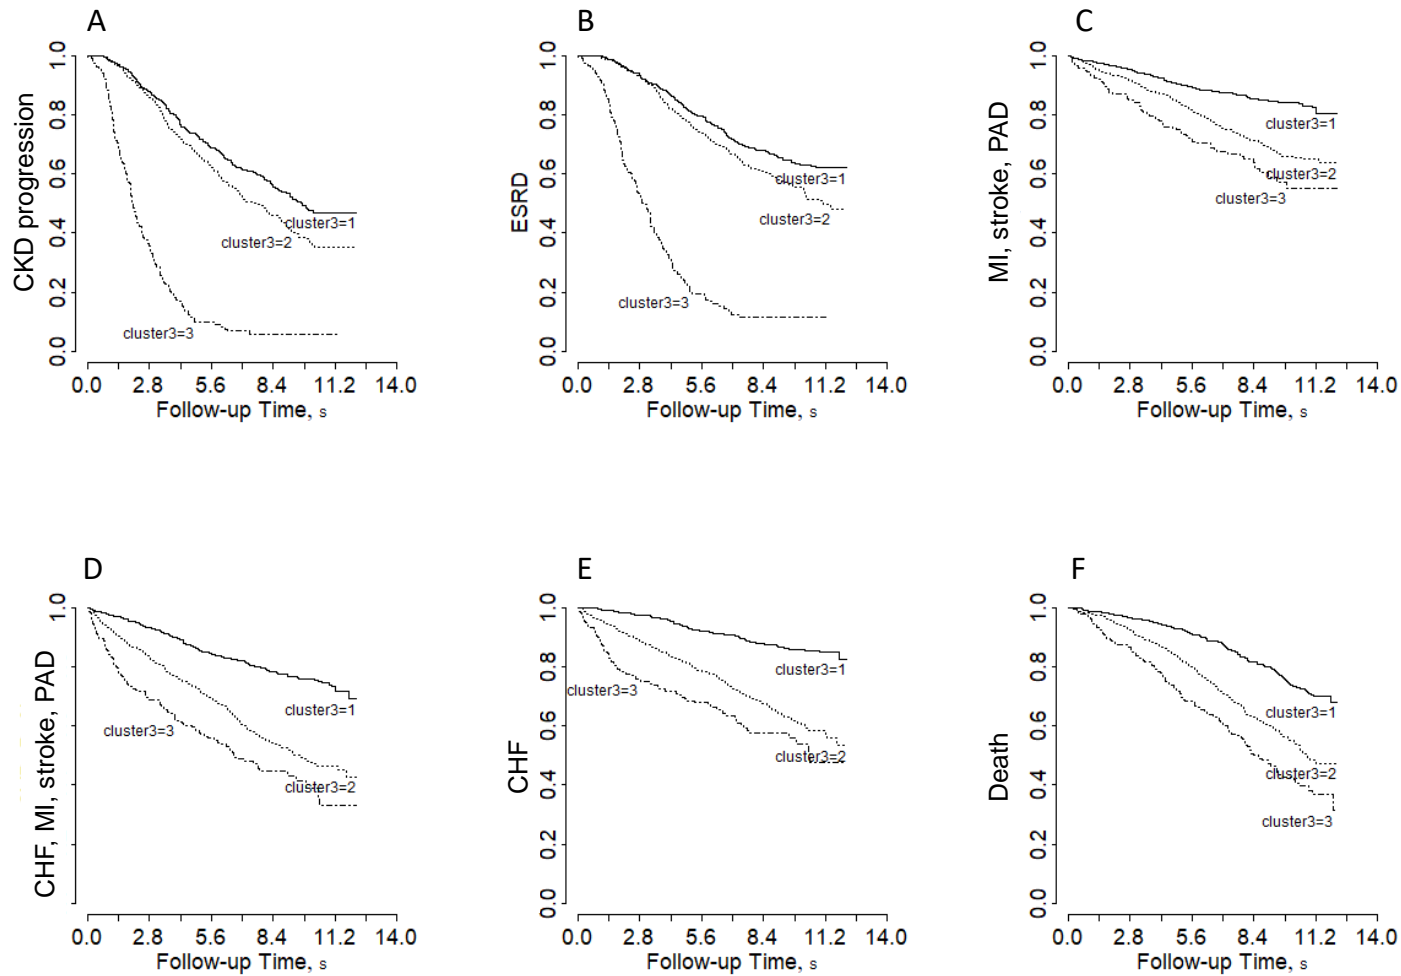 A
CKD progression
1.0
0.8
0.6
0.4
0.2
0.0
cluster3=1
cluster3=2
cluster3=3
0.0 2.8 5.6 8.4 11.2 14.0
Follow-up Time, s
B
ESRD
1.0
0.8
0.6
0.4
0.2
0.0
cluster3=1
cluster3=2
cluster3=3
0.0 2.8 5.6 8.4 11.2 14.0
Follow-up Time, s
C
MI, stroke, PAD
1.0
0.8
0.6
0.4
0.2
0.0
cluster3=1
cluster3=2
cluster3=3
0.0 2.8 5.6 8.4 11.2 14.0
Follow-up Time, s
D
CHF, MI, stroke, PAD
1.0
cluster3=1
cluster3=3
cluster3=2
0.0 2.8 5.6 8.4 11.2 14.0
Follow-up Time, s
E
CHF
1.0
0.8
0.6
0.4
0.2
0.0
cluster3=1
cluster3=3
cluster3=2
0.0 2.8 5.6 8.4 11.2 14.0
Follow-up Time, s
F
Death
1.0
0.8
0.6
0.4
0.2
0.0
cluster3=1
cluster3=2
cluster3=3
0.0 2.8 5.6 8.4 11.2 14.0
Follow-up Time, s